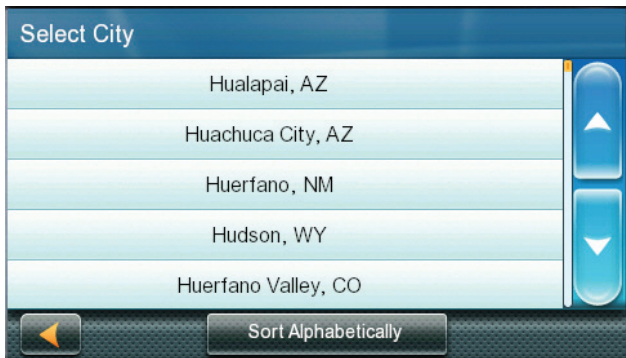 Select City
Hualapai, AZ
Huachuca City, AZ
Huerfano, NM
Hudson, WY
Huerfano Valley, CO
Sort Alphabetically